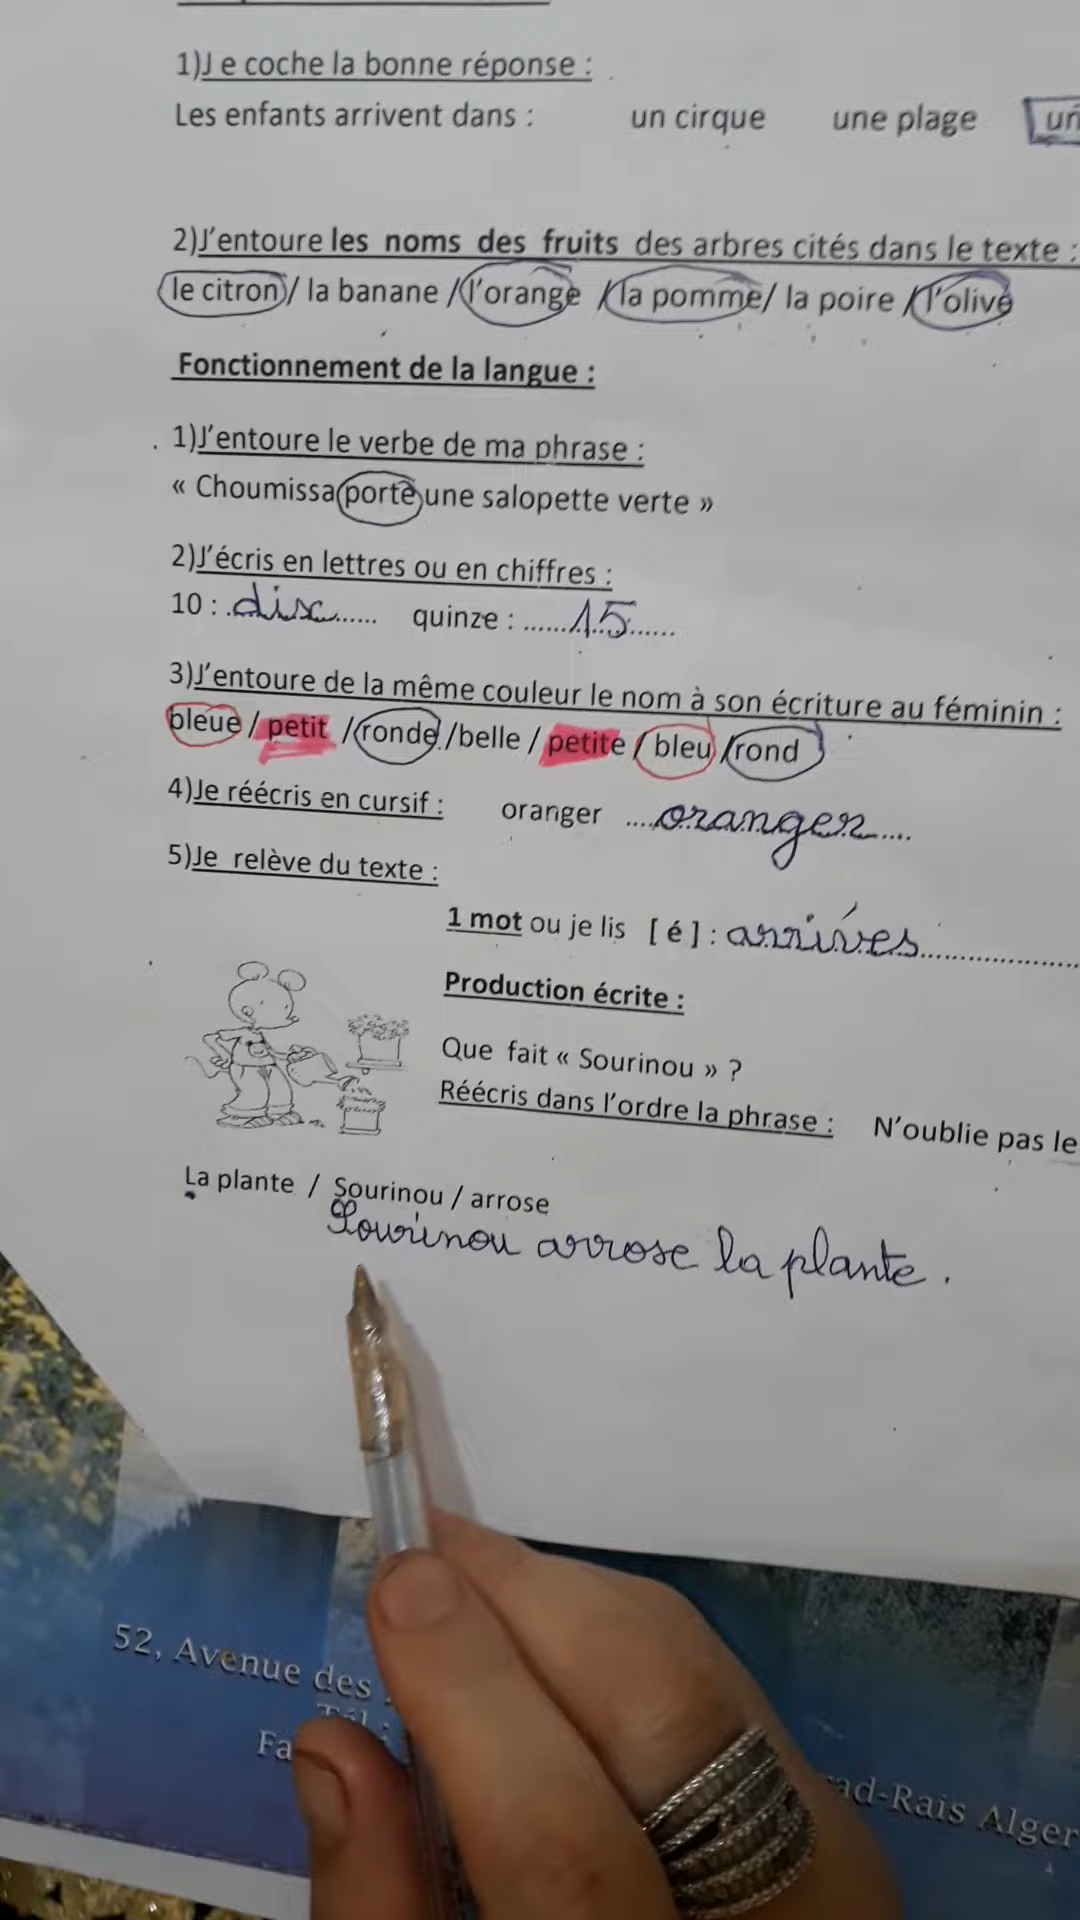 1)J e coche la bonne réponse :
Les enfants arrivent dans : un cirque une plage un
2)J'entoure les noms des fruits des arbres cités dans le texte :
le citron / la banane / l'orange / la pomme / la poire / l'olive
Fonctionnement de la langue :
1)J'entoure le verbe de ma phrase :
« Choumissa porte une salopette verte »
2)J'écris en lettres ou en chiffres :
10 : dix quinze : ......15......
3)J'entoure de la même couleur le nom à son écriture au féminin :
bleue / petit / ronde /belle / petite / bleu /rond
4)Je réécris en cursif : oranger ....oranger....
5)Je relève du texte :
1 mot ou je lis [ é ] : arrivés
Production écrite :
Que fait « Sourinou » ?
Réécris dans l'ordre la phrase : N'oublie pas le
La plante / Sourinou / arrose
Sourinou arrose la plante.
52, Avenue des
Tél :
Fa
ad-Rais Alger